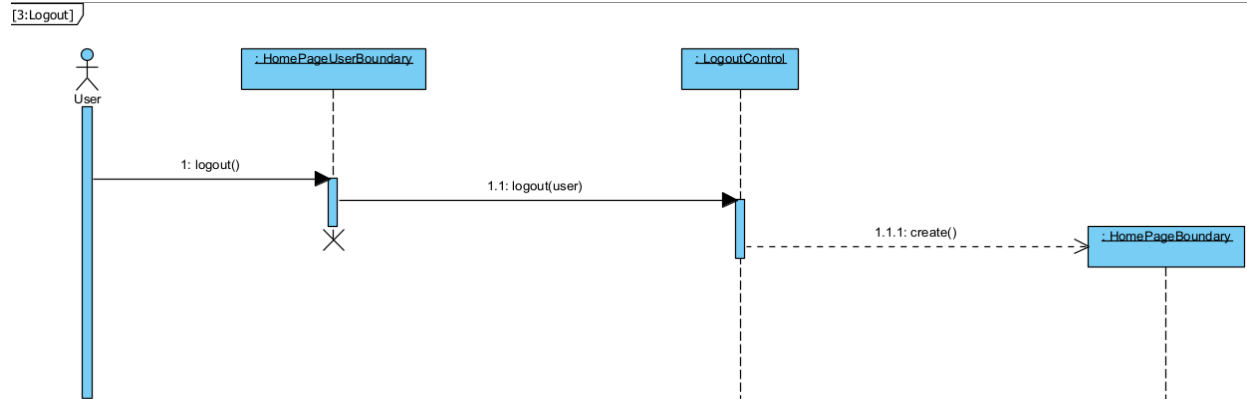 [3:Logout]
User
: HomePageUserBoundary
: LogoutControl
1: logout()
1.1: logout(user)
1.1.1: create()
: HomePageBoundary